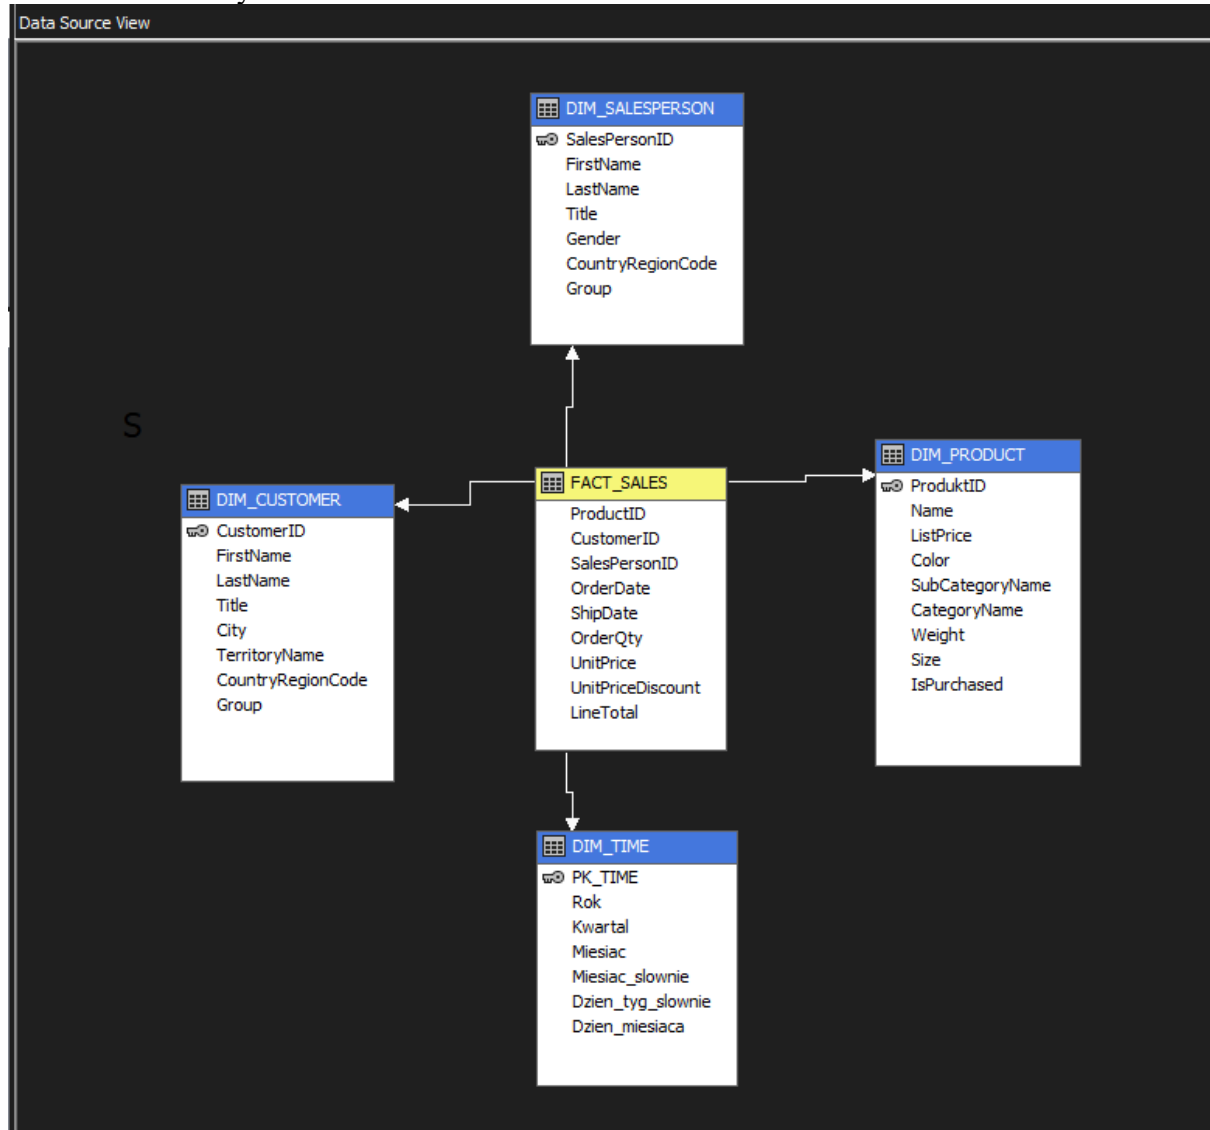 Data Source View
DIM_SALESPERSON
SalesPersonID
FirstName
LastName
Title
Gender
CountryRegionCode
Group
S
DIM_CUSTOMER
CustomerID
FirstName
LastName
Title
City
TerritoryName
CountryRegionCode
Group
FACT_SALES
ProductID
CustomerID
SalesPersonID
OrderDate
ShipDate
OrderQty
UnitPrice
UnitPriceDiscount
LineTotal
DIM_PRODUCT
ProduktID
Name
ListPrice
Color
SubCategoryName
CategoryName
Weight
Size
IsPurchased
DIM_TIME
PK_TIME
Rok
Kwartal
Miesiac
Miesiac_slownie
Dzien_tyg_slownie
Dzien_miesiaca